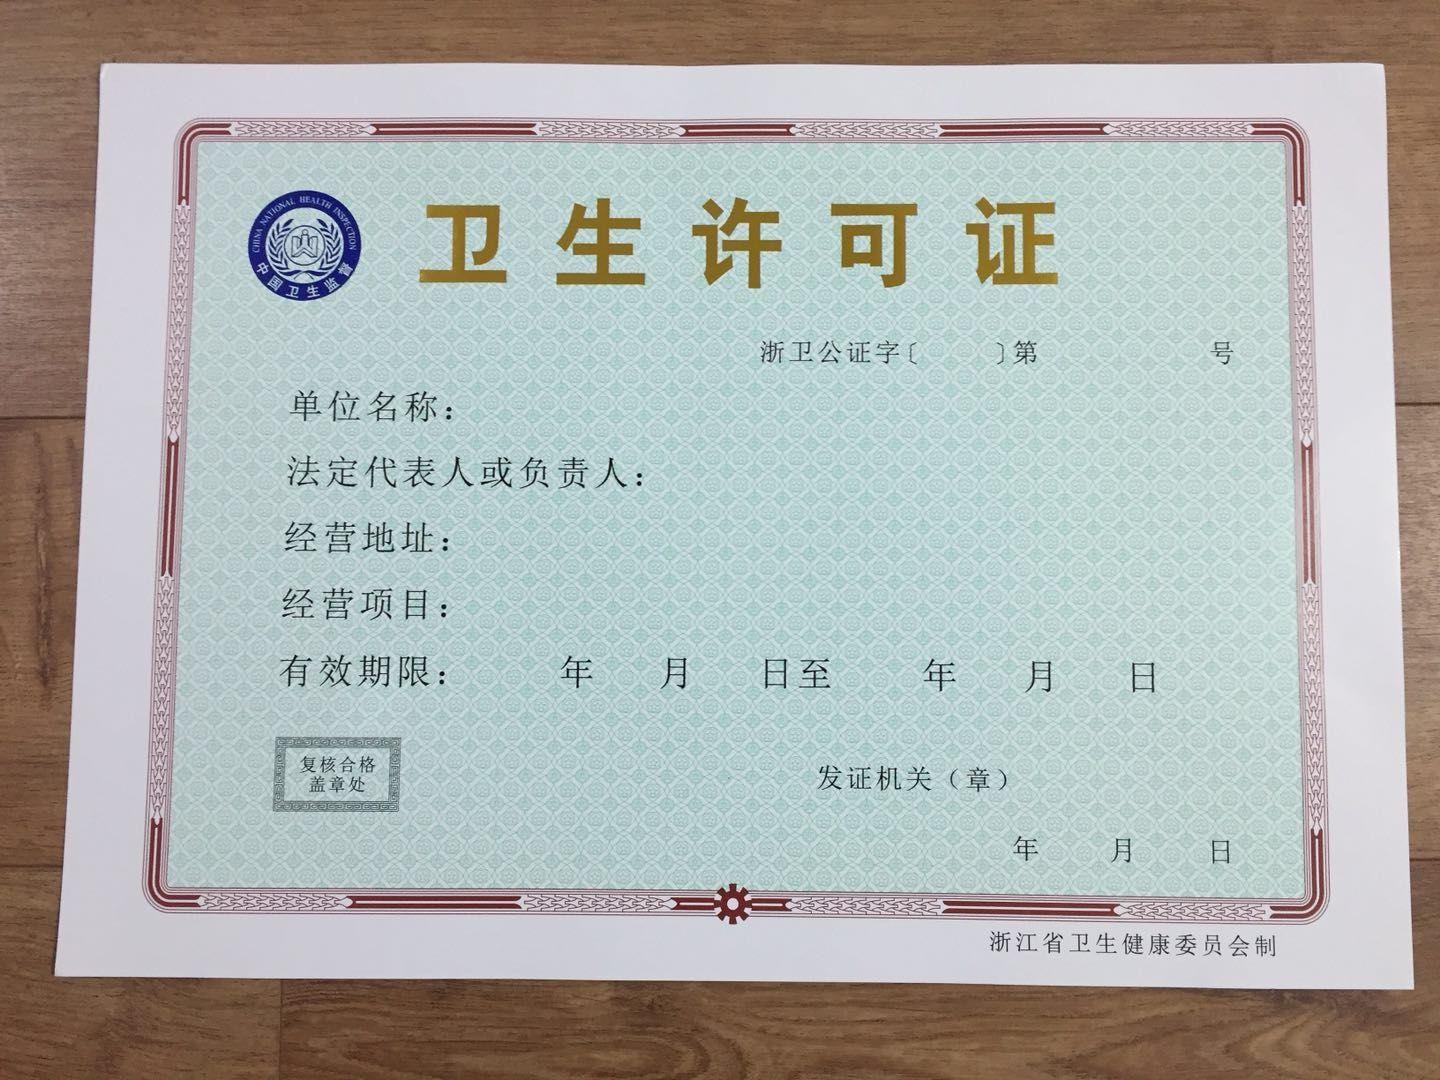 CHINA NATIONAL HEALTH INSPECTION
中国卫生监督
卫生许可证
浙卫公证字〔 〕第 号
单位名称：
法定代表人或负责人：
经营地址：
经营项目：
有效期限： 年 月 日至 年 月 日
复核合格
盖章处
发证机关（章）
年 月 日
浙江省卫生健康委员会制